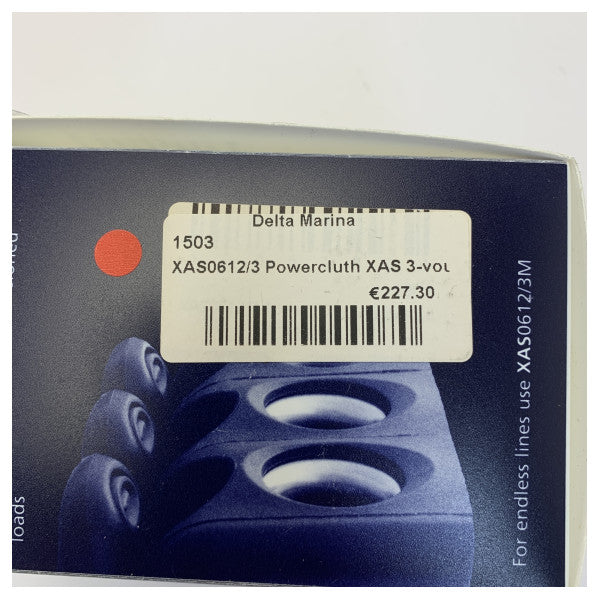 Delta Marina
1503
XAS0612/3 Powercluth XAS 3-vou
€227.30
For endless lines use XAS0612/3M
loads